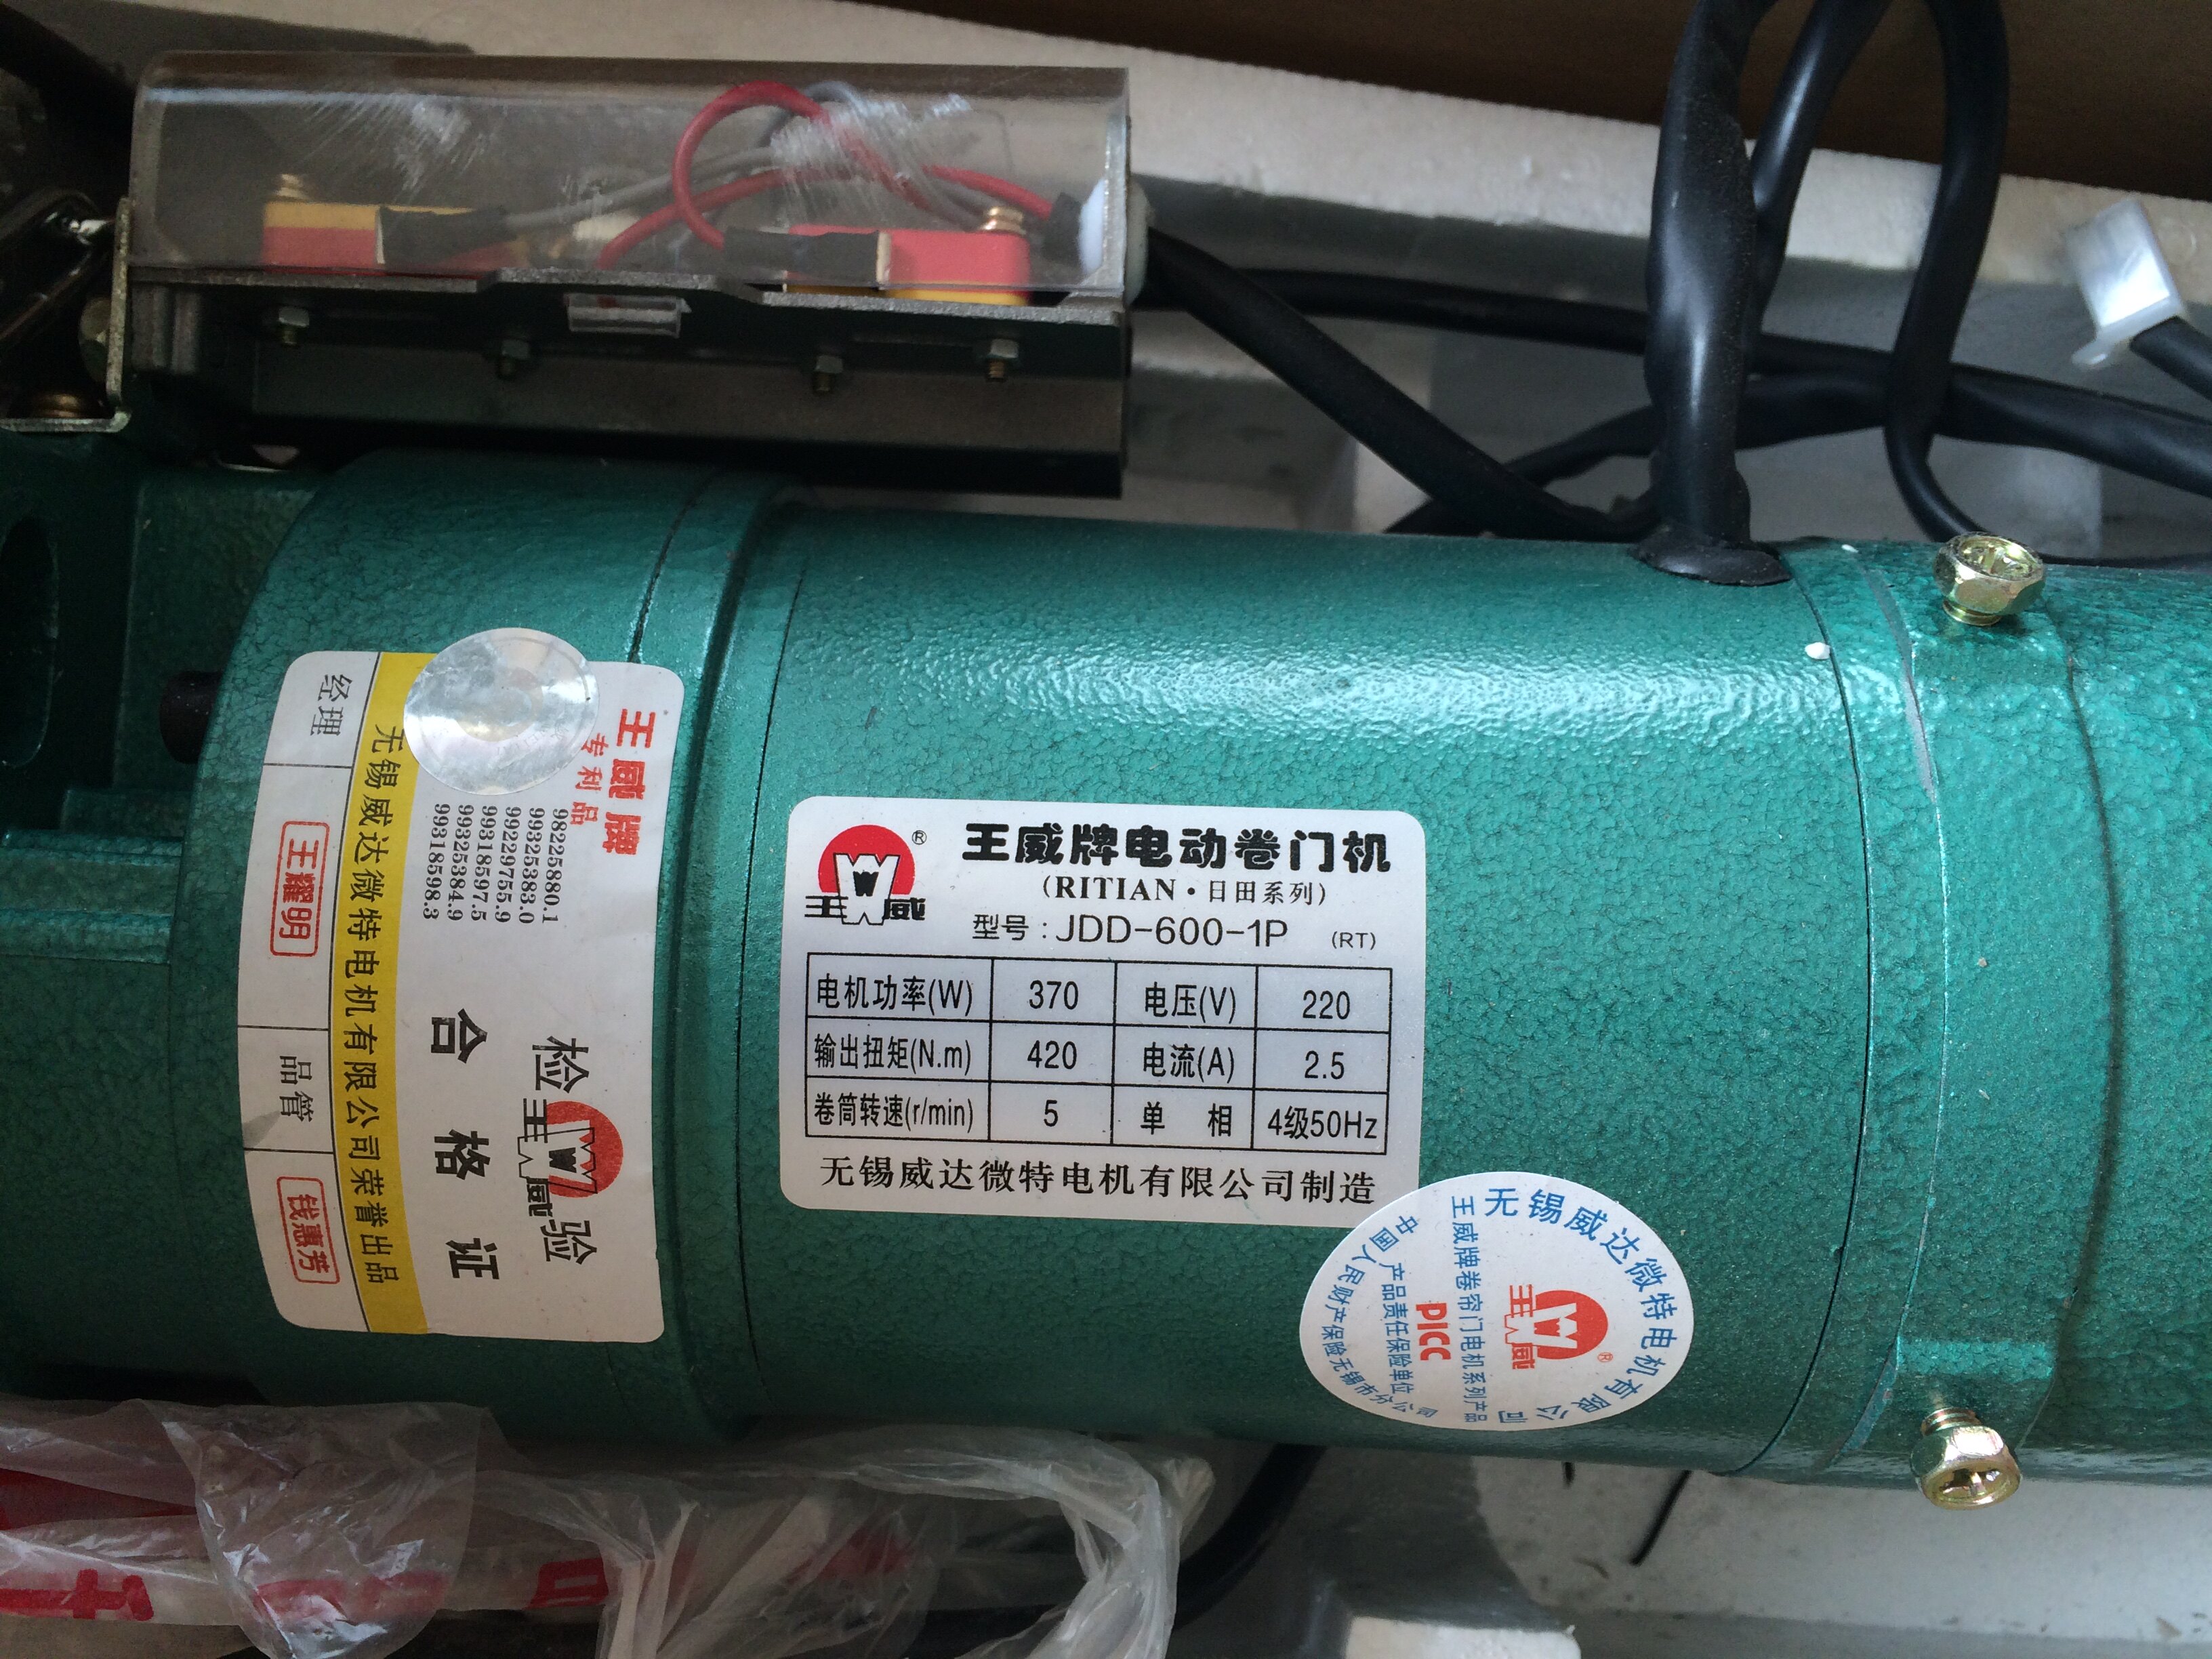 王威牌电动卷门机
(RITIAN·日田系列)
型号：JDD-600-1P (RT)
王威 ®
电机功率(W) 370 电压(V) 220
输出扭矩(N.m) 420 电流(A) 2.5
卷筒转速(r/min) 5 单 相 4级50Hz
无锡威达微特电机有限公司制造
王威牌
专利品
98225880.1
99325383.0
99229755.9
99318597.5
99325384.9
99318598.3
检 王威 验
合格证
无锡威达微特电机有限公司荣誉出品
经理 王耀明 品管 钱惠芳
无锡威达微特电机有限公司
王威 ®
王威牌卷帘门电机系列产品
PICC
产品责任保险单位
中国人民财产保险无锡市分公司